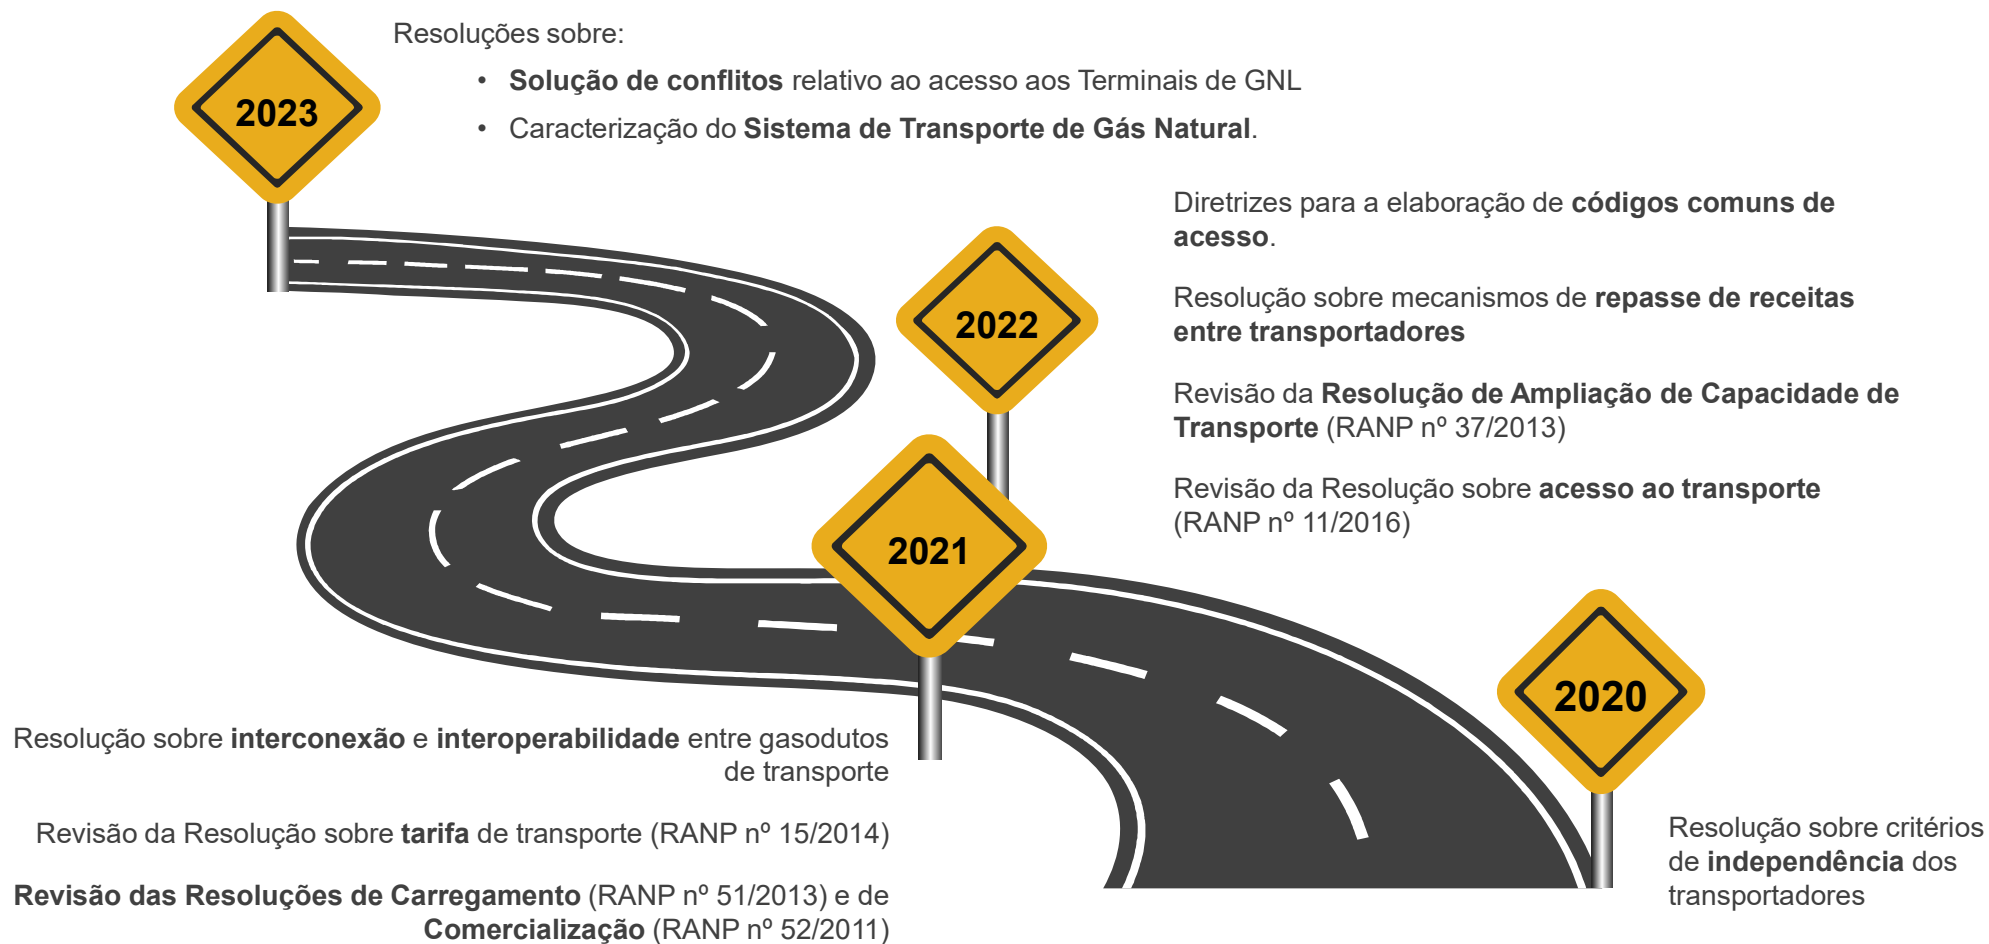 2023
Resoluções sobre:
• Solução de conflitos relativo ao acesso aos Terminais de GNL
• Caracterização do Sistema de Transporte de Gás Natural.
2022
Diretrizes para a elaboração de códigos comuns de
acesso.
Resolução sobre mecanismos de repasse de receitas
entre transportadores
Revisão da Resolução de Ampliação de Capacidade de
Transporte (RANP nº 37/2013)
Revisão da Resolução sobre acesso ao transporte
(RANP nº 11/2016)
2021
Resolução sobre interconexão e interoperabilidade entre gasodutos
de transporte
Revisão da Resolução sobre tarifa de transporte (RANP nº 15/2014)
Revisão das Resoluções de Carregamento (RANP nº 51/2013) e de
Comercialização (RANP nº 52/2011)
2020
Resolução sobre critérios
de independência dos
transportadores